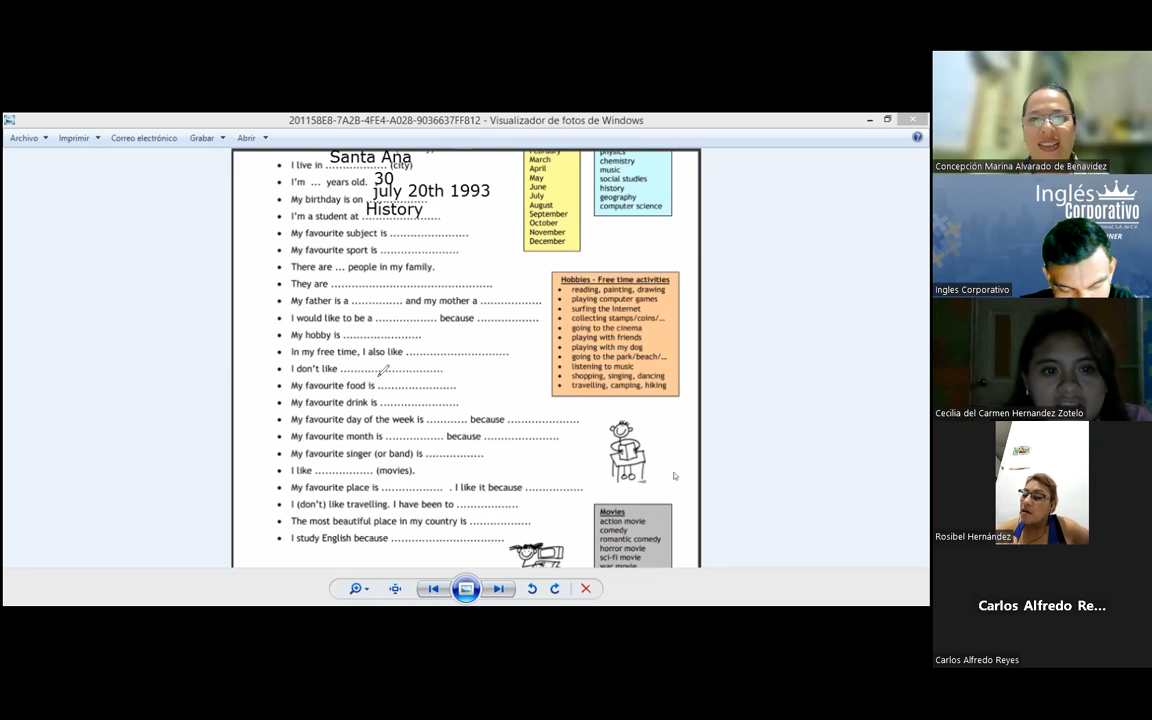 201158E8-7A2B-4FE4-A028-9036637FF812 - Visualizador de fotos de Windows
Archivo Imprimir Correo electrónico Grabar Abrir
Santa Ana
I live in .................. (city)
30
I'm ... years old.
july 20th 1993
My birthday is on
History
I'm a student at ........................
My favourite subject is ........................
My favourite sport is ........................
There are ... people in my family.
They are ..................................................
My father is a ................ and my mother a ...................
I would like to be a ................... because ...................
My hobby is ........................
In my free time, I also like ................................
I don't like ................................
My favourite food is ........................
My favourite drink is ........................
My favourite day of the week is ............ because ......................
My favourite month is .................. because .......................
My favourite singer (or band) is ..................
I like .................. (movies).
My favourite place is ................... . I like it because ..................
I (don't) like travelling. I have been to ...................
The most beautiful place in my country is ...................
I study English because ...................................
March
April
May
June
July
August
September
October
November
December
physics
chemistry
music
social studies
history
geography
computer science
Hobbies - Free time activities
reading, painting, drawing
playing computer games
surfing the Internet
collecting stamps/coins/...
going to the cinema
playing with friends
playing with my dog
going to the park/beach/...
listening to music
shopping, singing, dancing
travelling, camping, hiking
Movies
action movie
comedy
romantic comedy
horror movie
sci-fi movie
war movie
Concepción Marina Alvarado de Benavidez
Inglés
Corporativo
Ingles Corporativo
Cecilia del Carmen Hernandez Zotelo
Rosibel Hernández
Carlos Alfredo Re...
Carlos Alfredo Reyes